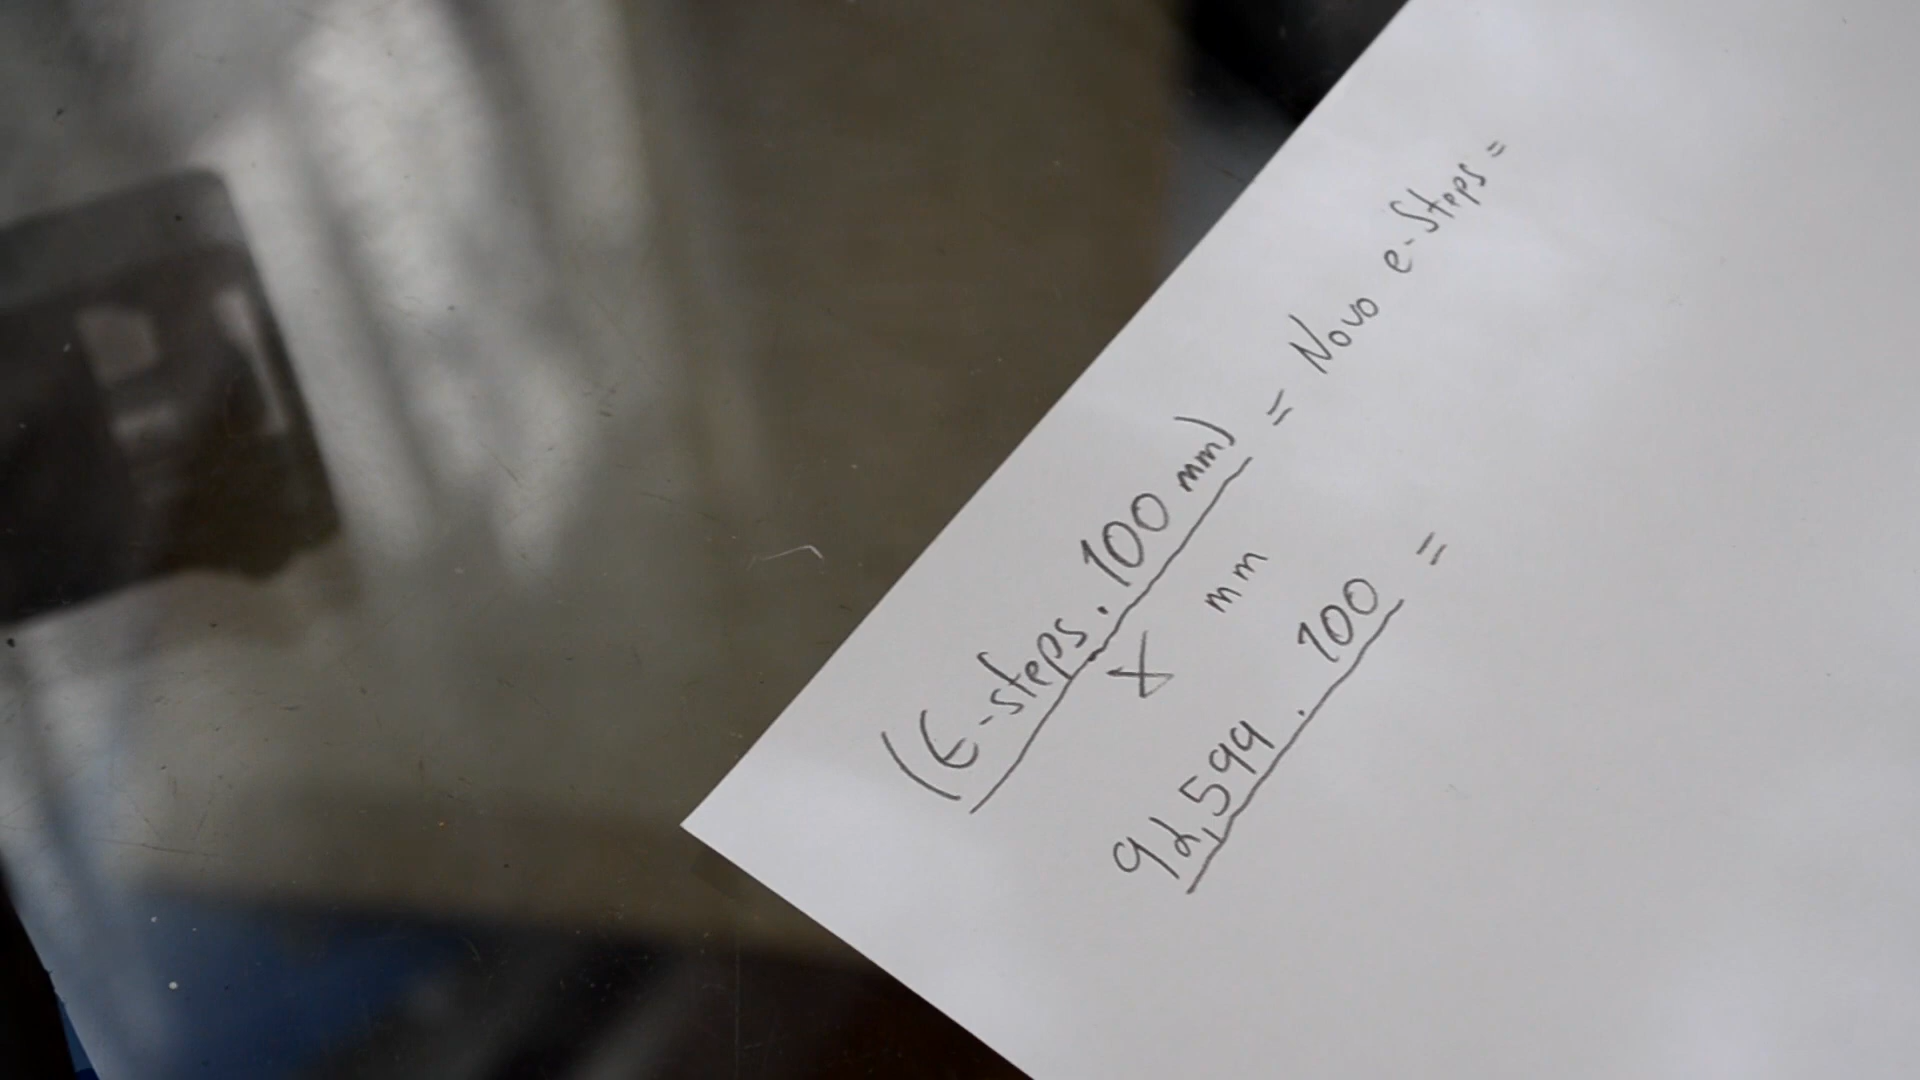 (E-steps . 100 mm) = Novo e-Steps =
X mm
92,599 . 100 =